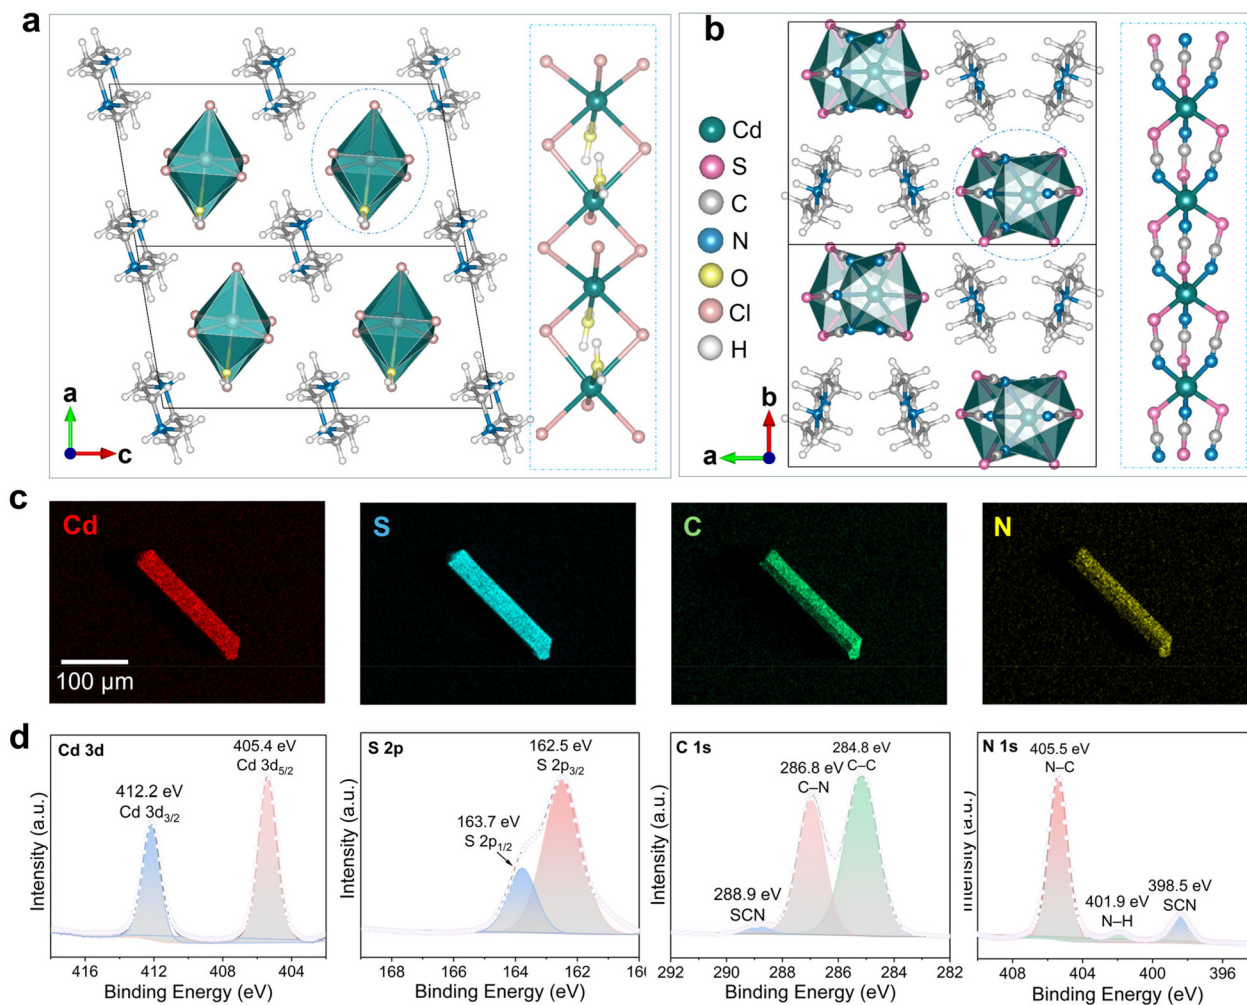 a
a
c
b
Cd
S
C
N
O
Cl
H
b
a
c
Cd
100 μm
S
C
N
d
Cd 3d
405.4 eV
Cd 3d5/2
412.2 eV
Cd 3d3/2
Intensity (a.u.)
416 412 408 404
Binding Energy (eV)
S 2p
162.5 eV
S 2p3/2
163.7 eV
S 2p1/2
Intensity (a.u.)
168 166 164 162 160
Binding Energy (eV)
C 1s
284.8 eV
C–C
286.8 eV
C–N
288.9 eV
SCN
Intensity (a.u.)
292 290 288 286 284 282
Binding Energy (eV)
N 1s
405.5 eV
N–C
401.9 eV
N–H
398.5 eV
SCN
Intensity (a.u.)
408 404 400 396
Binding Energy (eV)